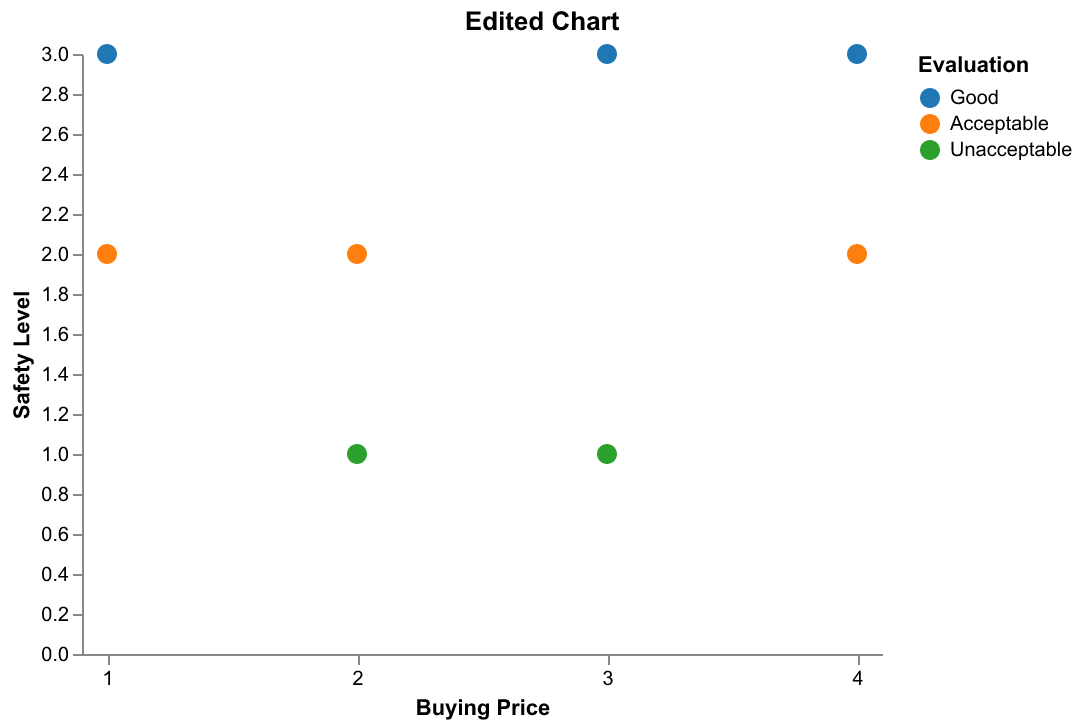 Edited Chart
3.0
2.8
2.6
2.4
2.2
2.0
1.8
1.6
1.4
1.2
1.0
0.8
0.6
0.4
0.2
0.0
Safety Level
1 2 3 4
Buying Price
Evaluation
Good
Acceptable
Unacceptable